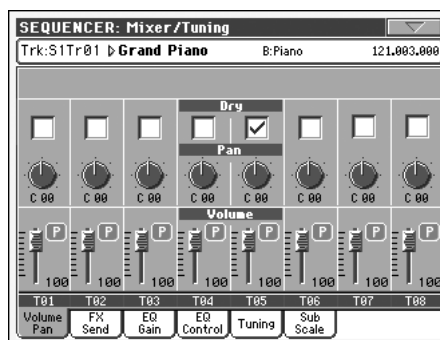 SEQUENCER: Mixer/Tuning
Trk:S1Tr01 ▷Grand Piano B:Piano 121.003.000
Dry
Pan
C 00 C 00 C 00 C 00 C 00 C 00 C 00 C 00
Volume
P P P P P P P P
100 100 100 100 100 100 100 100
T01 T02 T03 T04 T05 T06 T07 T08
Volume Pan FX Send EQ Gain EQ Control Tuning Sub Scale